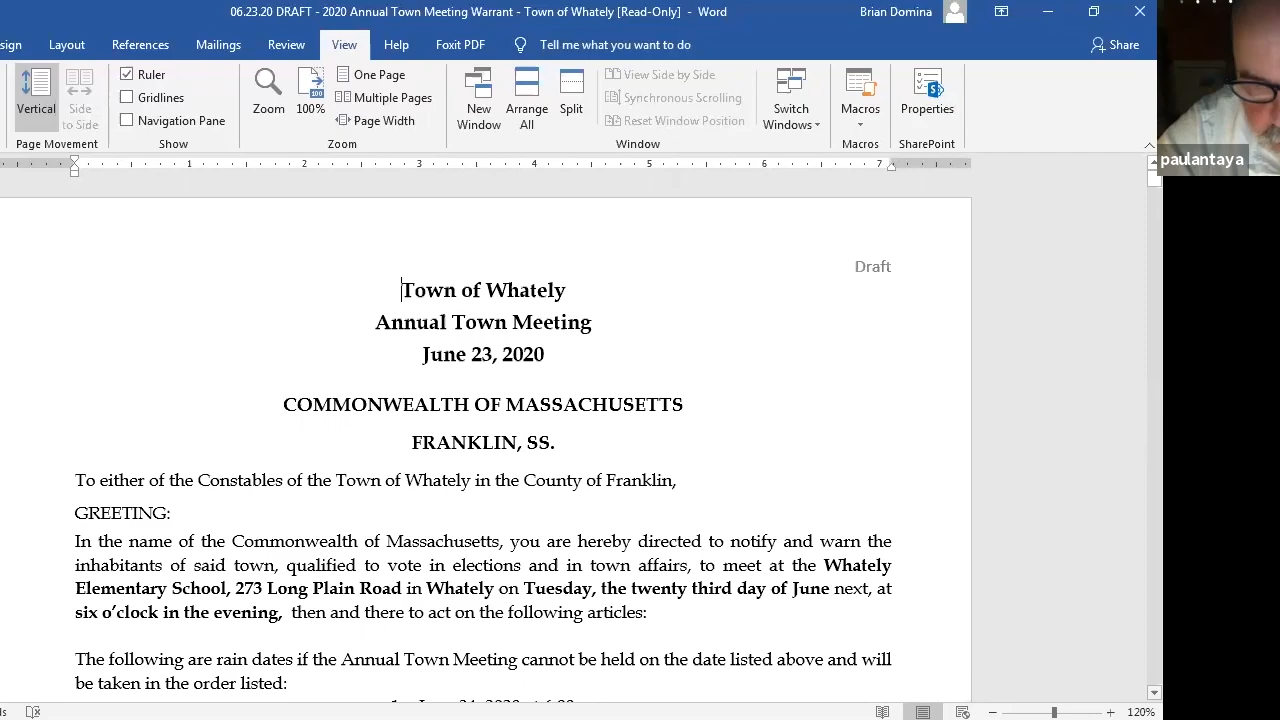 06.23.20 DRAFT - 2020 Annual Town Meeting Warrant - Town of Whately [Read-Only] - Word Brian Domina
sign Layout References Mailings Review View Help Foxit PDF Tell me what you want to do Share
Vertical
Side to Side
Page Movement
Ruler
Gridlines
Navigation Pane
Show
Zoom
100%
One Page
Multiple Pages
Page Width
Zoom
New Window
Arrange All
Split
View Side by Side
Synchronous Scrolling
Reset Window Position
Window
Switch Windows
Macros
Macros
Properties
SharePoint
paulantaya
1 2 3 4 5 6 7
Draft
Town of Whately
Annual Town Meeting
June 23, 2020
COMMONWEALTH OF MASSACHUSETTS
FRANKLIN, SS.
To either of the Constables of the Town of Whately in the County of Franklin,
GREETING:
In the name of the Commonwealth of Massachusetts, you are hereby directed to notify and warn the
inhabitants of said town, qualified to vote in elections and in town affairs, to meet at the Whately
Elementary School, 273 Long Plain Road in Whately on Tuesday, the twenty third day of June next, at
six o’clock in the evening, then and there to act on the following articles:
The following are rain dates if the Annual Town Meeting cannot be held on the date listed above and will
be taken in the order listed:
120%